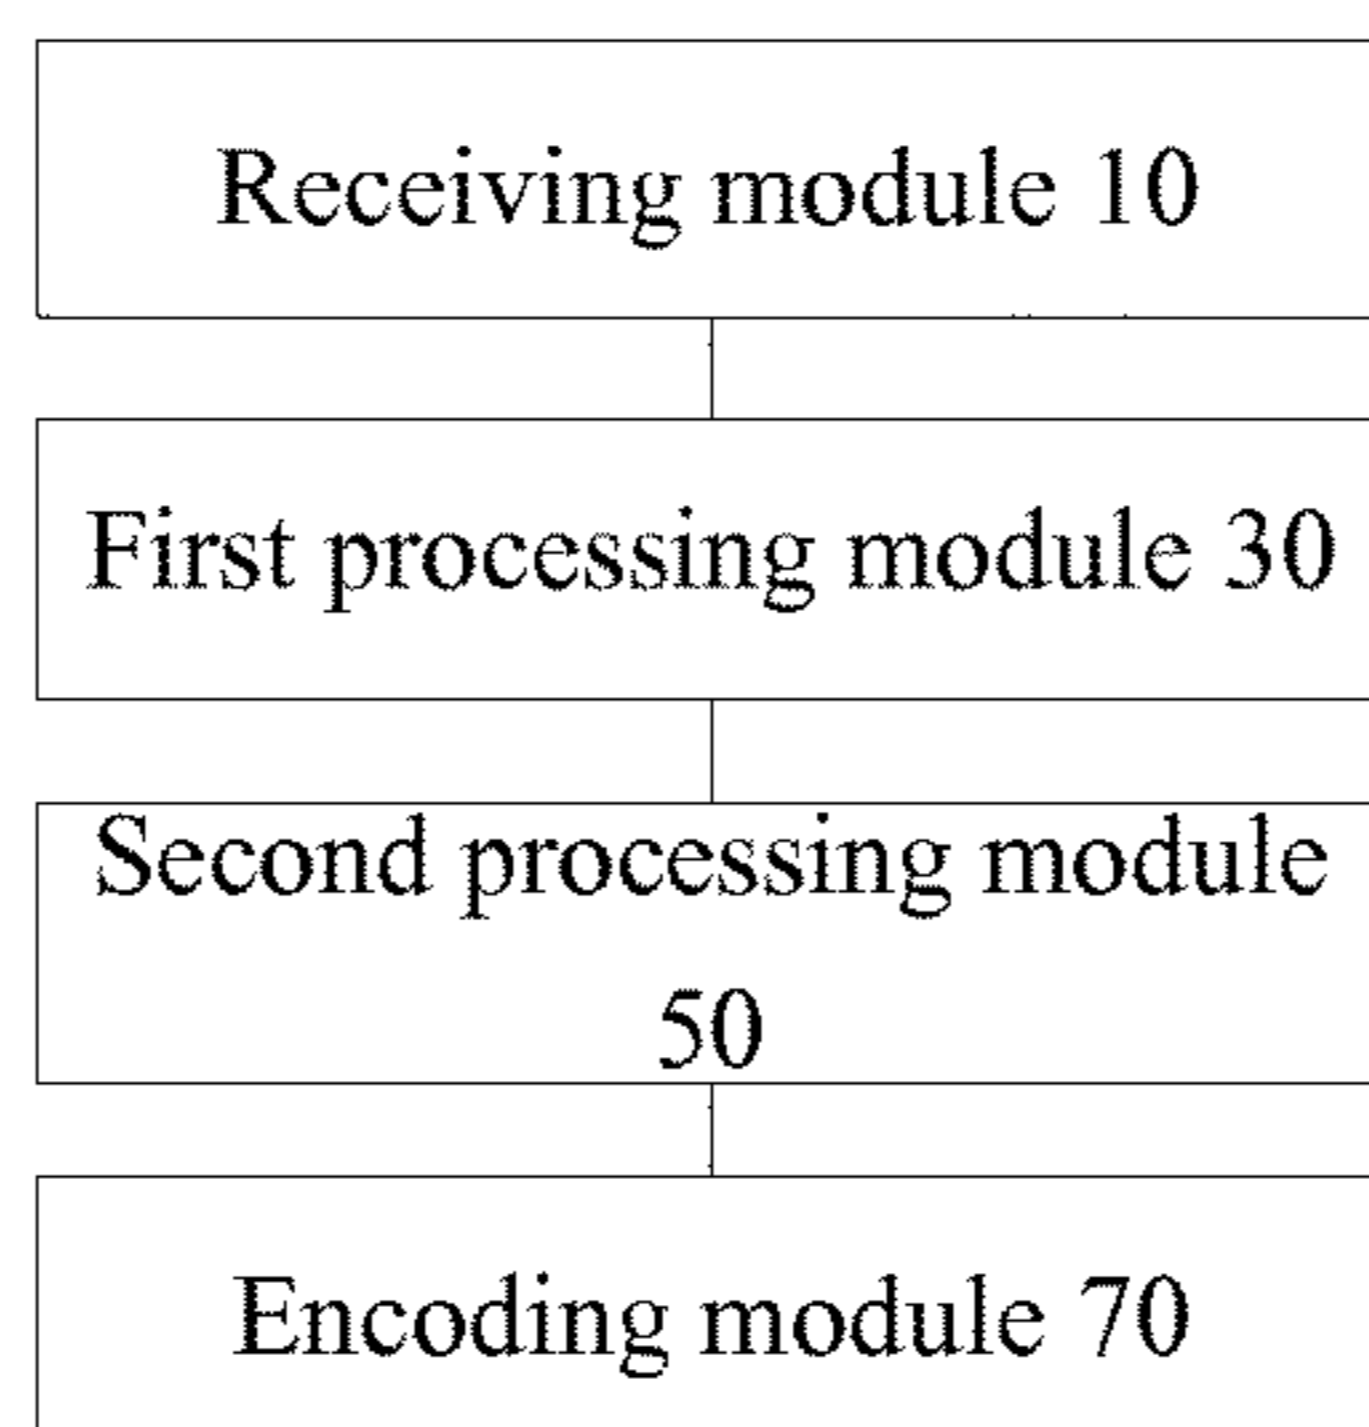 Receiving module 10
First processing module 30
Second processing module
50
Encoding module 70